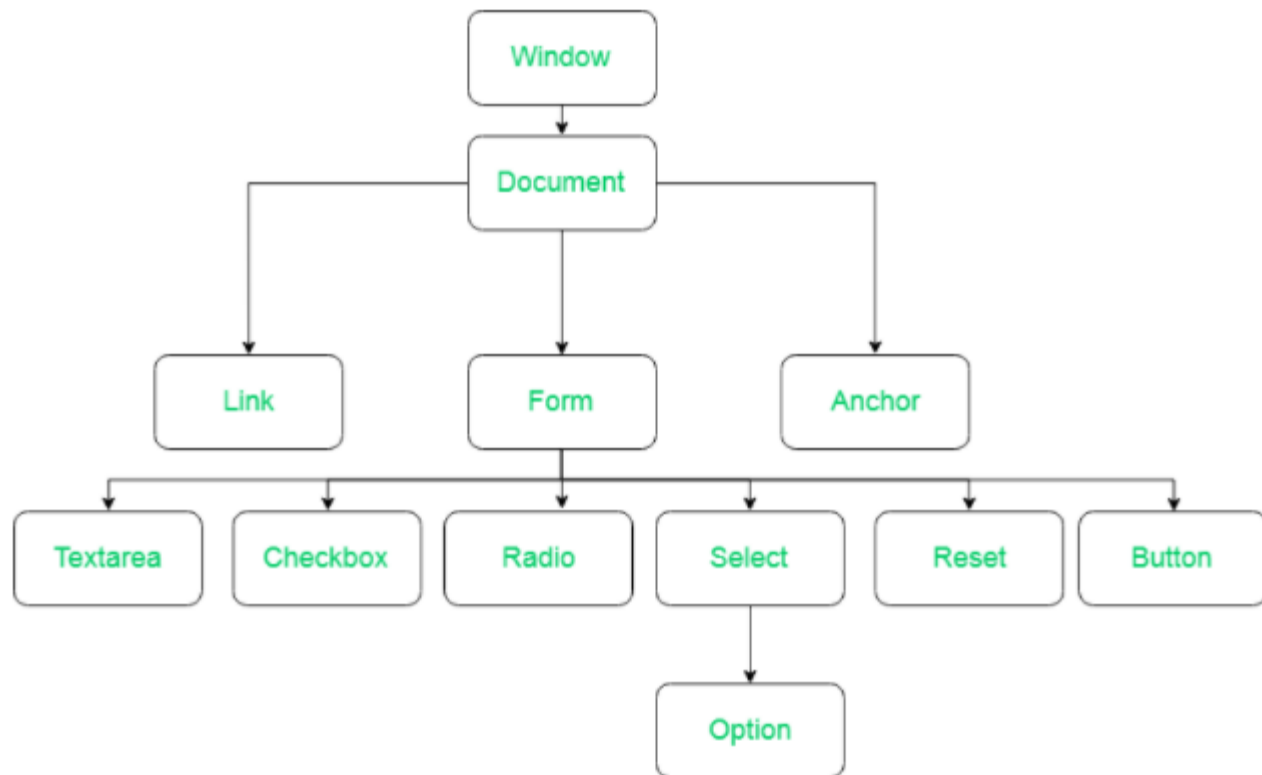 Window
Document
Link
Form
Anchor
Textarea
Checkbox
Radio
Select
Reset
Button
Option